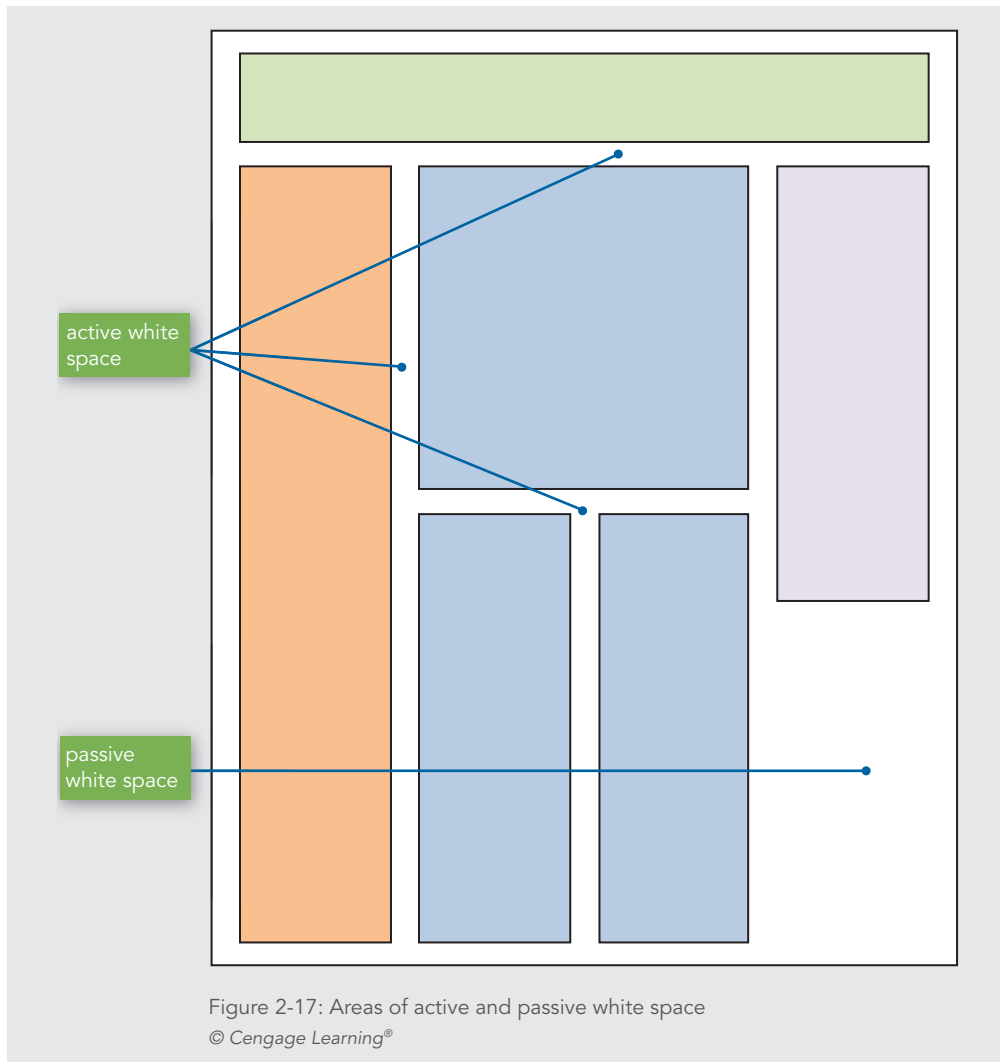 active white
space
passive
white space
Figure 2-17: Areas of active and passive white space
© Cengage Learning®